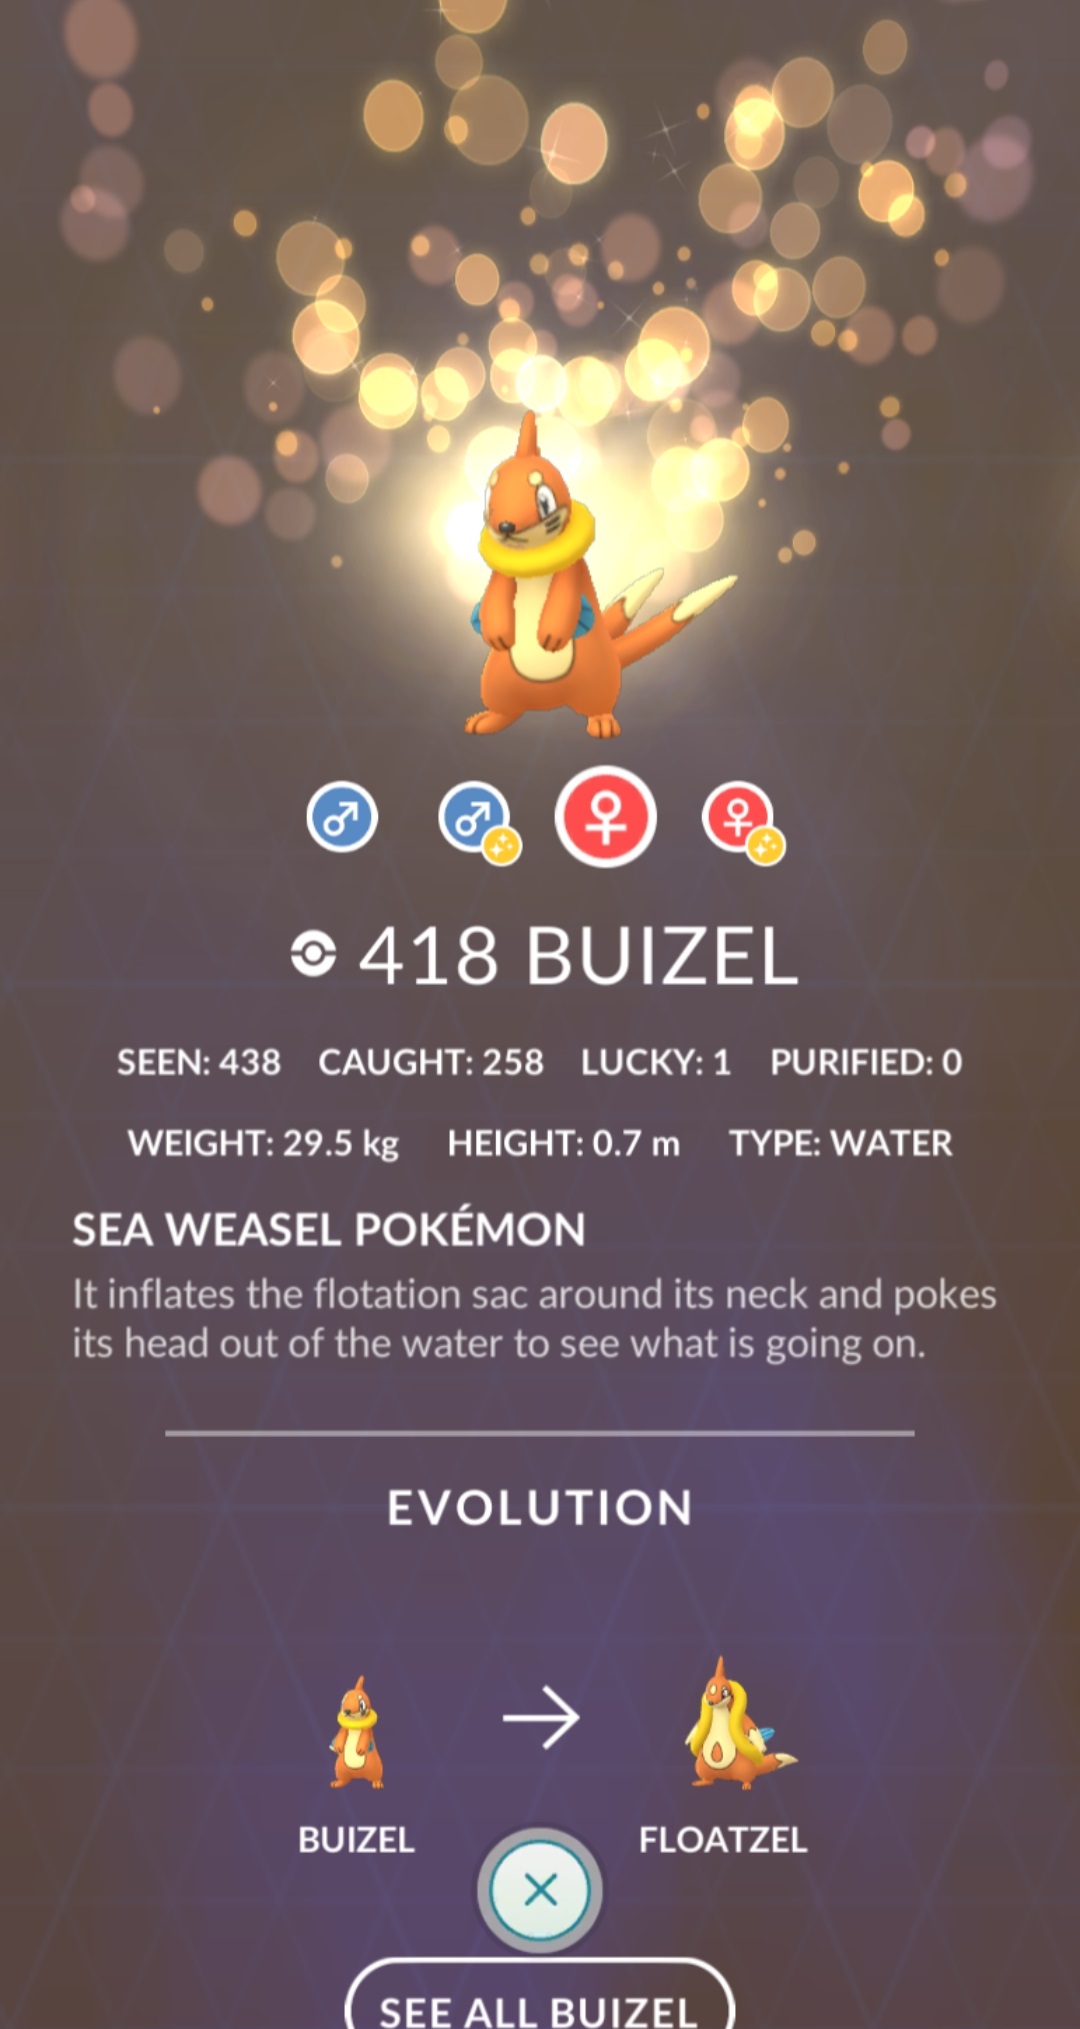 418 BUIZEL
SEEN: 438 CAUGHT: 258 LUCKY: 1 PURIFIED: 0
WEIGHT: 29.5 kg HEIGHT: 0.7 m TYPE: WATER
SEA WEASEL POKÉMON
It inflates the flotation sac around its neck and pokes
its head out of the water to see what is going on.
EVOLUTION
BUIZEL FLOATZEL
SEE ALL BUIZEL